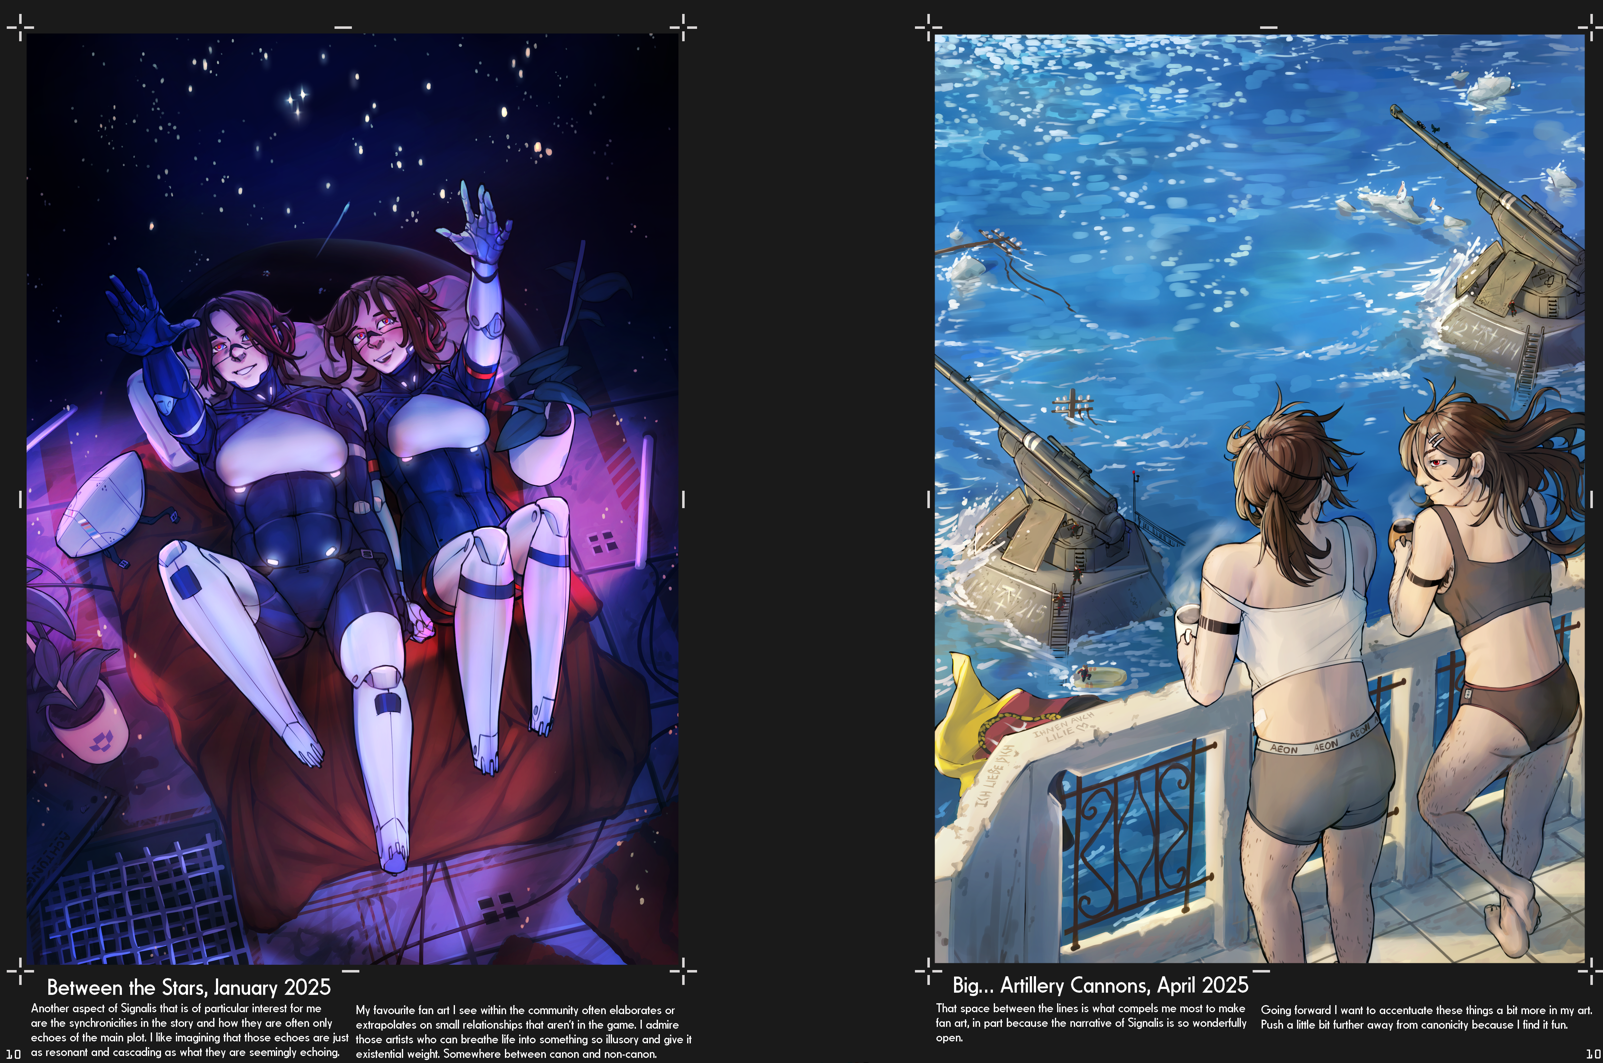 IHNEN AUCH
LILIE
ICH LIEBE DICH
AEON AEON AEON
Between the Stars, January 2025
Another aspect of Signalis that is of particular interest for me
are the synchronicities in the story and how they are often only
echoes of the main plot. I like imagining that those echoes are just
as resonant and cascading as what they are seemingly echoing.
My favourite fan art I see within the community often elaborates or
extrapolates on small relationships that aren't in the game. I admire
those artists who can breathe life into something so illusory and give it
existential weight. Somewhere between canon and non-canon.
10
Big... Artillery Cannons, April 2025
That space between the lines is what compels me most to make
fan art, in part because the narrative of Signalis is so wonderfully
open.
Going forward I want to accentuate these things a bit more in my art.
Push a little bit further away from canonicity because I find it fun.
10